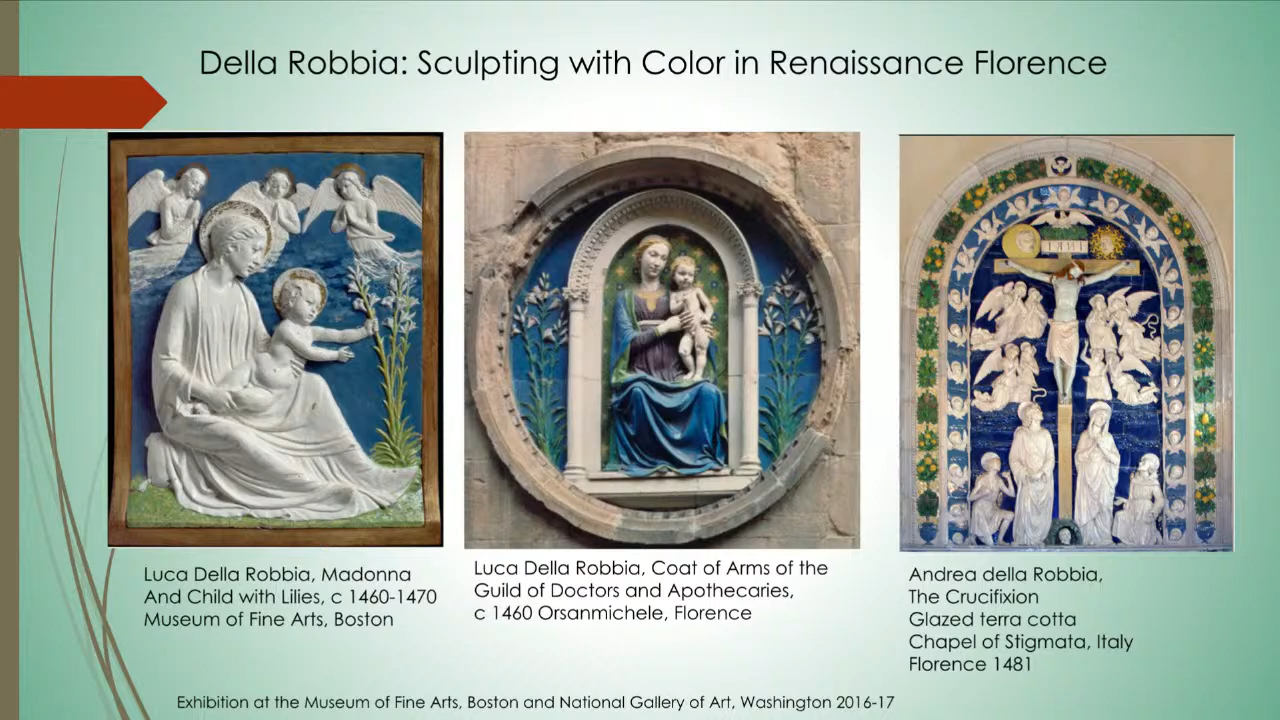 Della Robbia: Sculpting with Color in Renaissance Florence
INRI
Luca Della Robbia, Madonna
And Child with Lilies, c 1460-1470
Museum of Fine Arts, Boston
Luca Della Robbia, Coat of Arms of the
Guild of Doctors and Apothecaries,
c 1460 Orsanmichele, Florence
Andrea della Robbia,
The Crucifixion
Glazed terra cotta
Chapel of Stigmata, Italy
Florence 1481
Exhibition at the Museum of Fine Arts, Boston and National Gallery of Art, Washington 2016-17